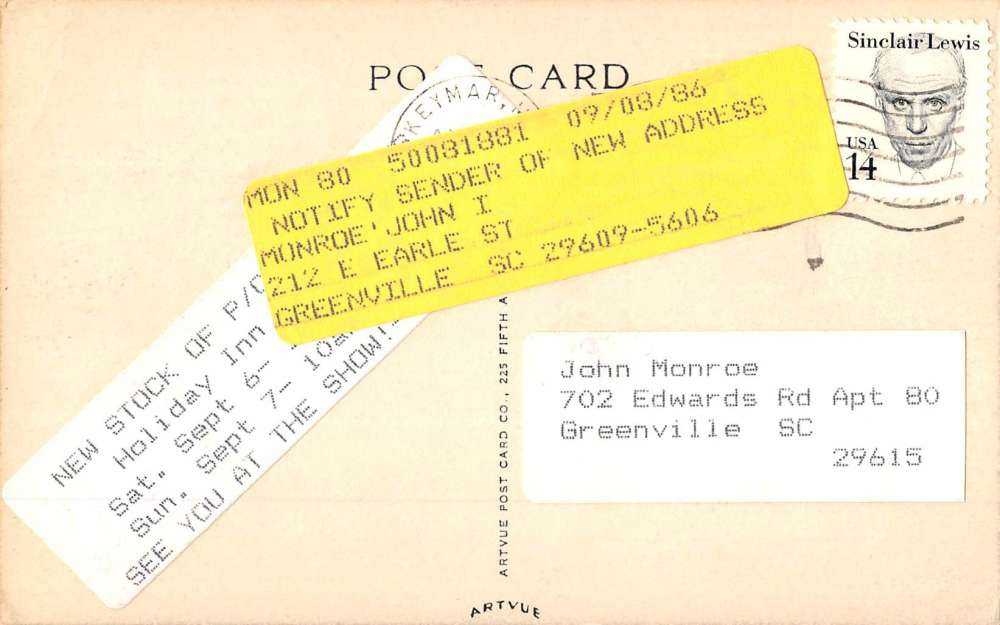 POST CARD
Sinclair Lewis
USA
14
KEYMAR,
MON 80 50081881 09/08/86
NOTIFY SENDER OF NEW ADDRESS
MONROE'JOHN I
212 E EARLE ST
GREENVILLE SC 29609-5606
NEW STOCK OF P/C
Holiday Inn
Sat. Sept 6-
Sun. Sept 7- 10am
SEE YOU AT THE SHOW!
ARTVUE POST CARD CO., 225 FIFTH A
John Monroe
702 Edwards Rd Apt 80
Greenville SC
29615
ARTVUE